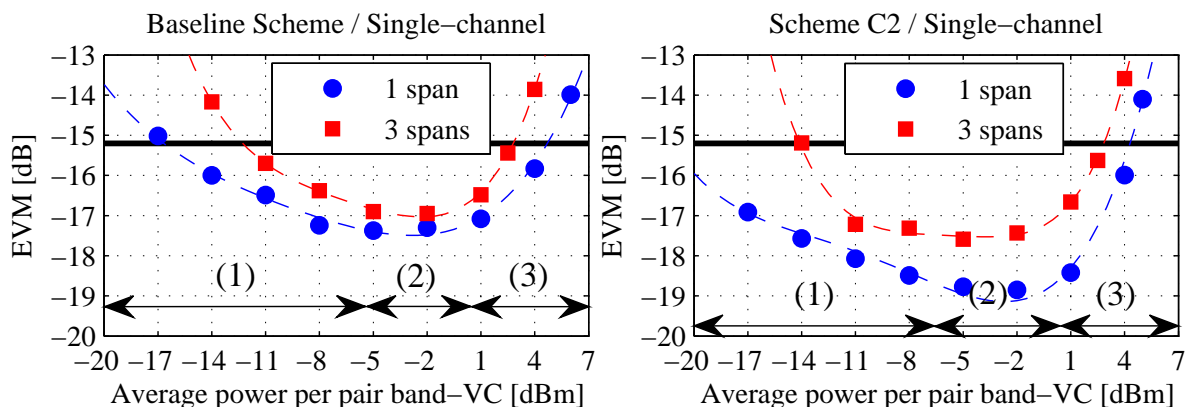 Baseline Scheme / Single−channel
−13
−14
−15
−16
−17
−18
−19
−20
EVM [dB]
1 span
3 spans
(1)
(2)
(3)
−20 −17 −14 −11 −8 −5 −2 1 4 7
Average power per pair band−VC [dBm]
Scheme C2 / Single−channel
−13
−14
−15
−16
−17
−18
−19
−20
EVM [dB]
1 span
3 spans
(1)
(2)
(3)
−20 −17 −14 −11 −8 −5 −2 1 4 7
Average power per pair band−VC [dBm]